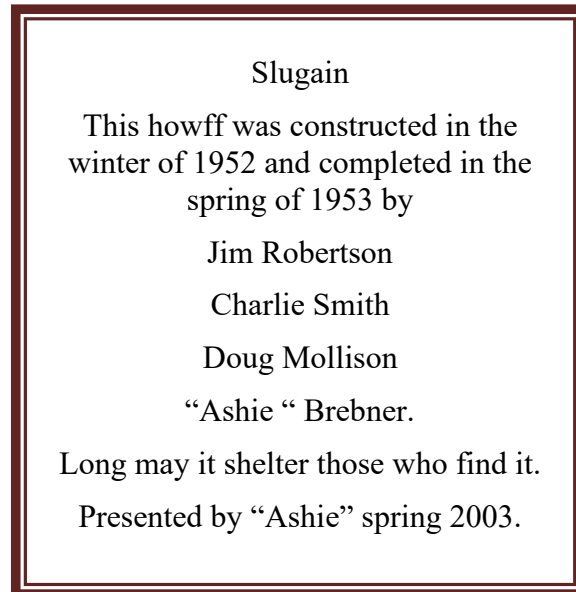 Slugain
This howff was constructed in the
winter of 1952 and completed in the
spring of 1953 by
Jim Robertson
Charlie Smith
Doug Mollison
“Ashie “ Brebner.
Long may it shelter those who find it.
Presented by “Ashie” spring 2003.